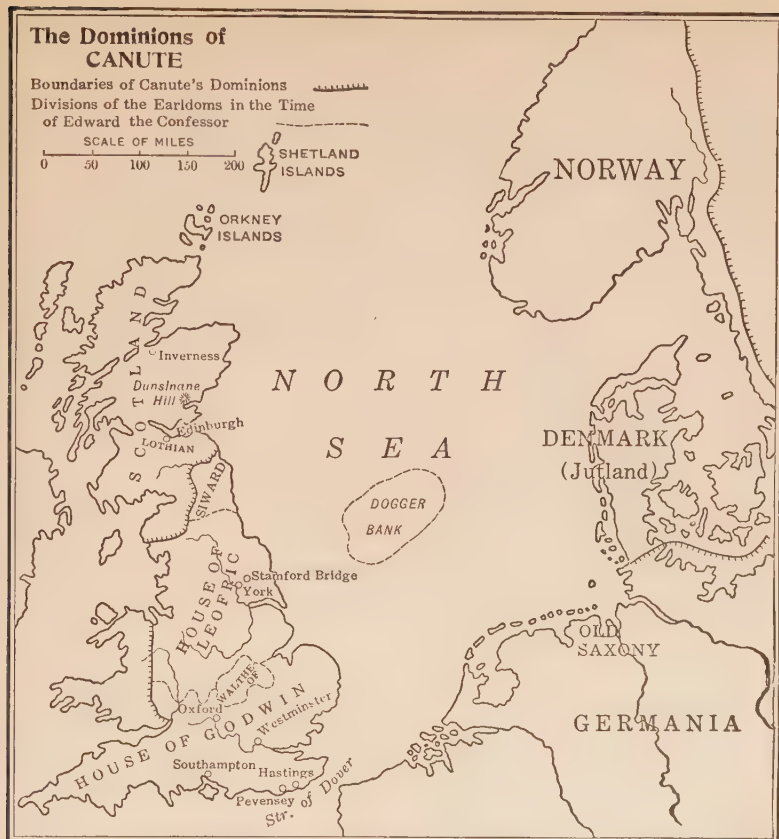 The Dominions of
CANUTE
Boundaries of Canute's Dominions
Divisions of the Earldoms in the Time
of Edward the Confessor
SCALE OF MILES
0 50 100 150 200
SHETLAND
ISLANDS
ORKNEY
ISLANDS
NORWAY
SCOTLAND
Inverness
Dunsinane
Hill
Edinburgh
LOTHIAN
NORTH
SEA
DENMARK
(Jutland)
SIWARD
DOGGER
BANK
HOUSE OF
LEOFRIC
Stamford Bridge
York
OLD
SAXONY
WALTHE
OF
Oxford
Westminster
HOUSE OF GODWIN
GERMANIA
Southampton
Hastings
Pevensey
Str. of Dover